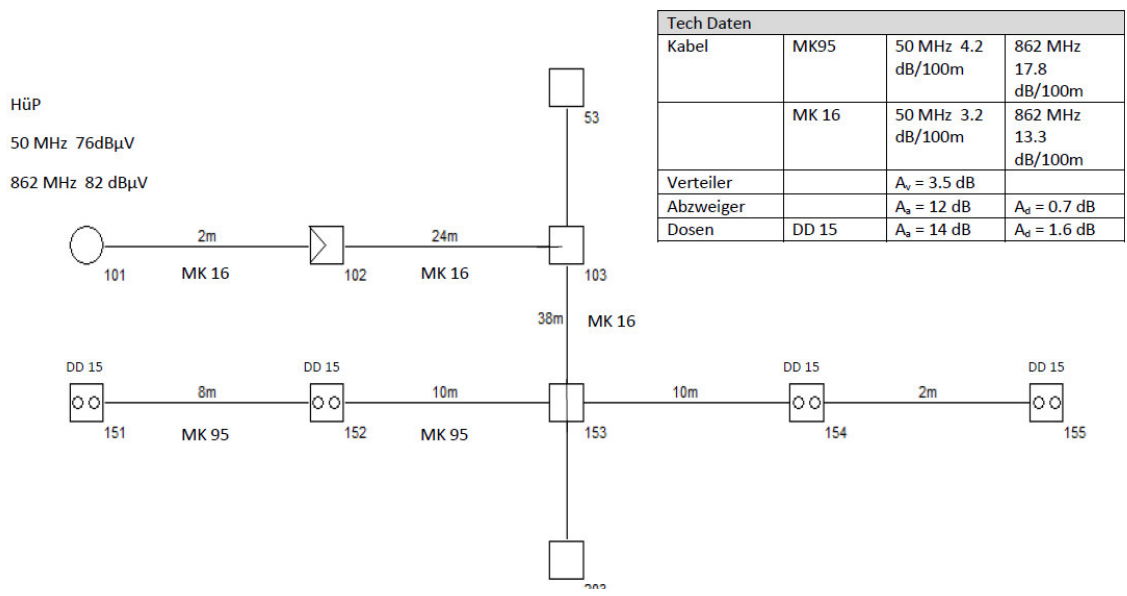 Tech Daten
Kabel MK95 50 MHz 4.2 862 MHz
dB/100m 17.8
dB/100m
MK 16 50 MHz 3.2 862 MHz
dB/100m 13.3
dB/100m
Verteiler Aᵥ = 3.5 dB
Abzweiger Aₐ = 12 dB A_d = 0.7 dB
Dosen DD 15 Aₐ = 14 dB A_d = 1.6 dB
HüP
50 MHz 76dBµV
862 MHz 82 dBµV
53
2m 24m
101 MK 16 102 MK 16 103
38m MK 16
DD 15 DD 15 DD 15 DD 15
8m 10m 10m 2m
151 MK 95 152 MK 95 153 154 155
203